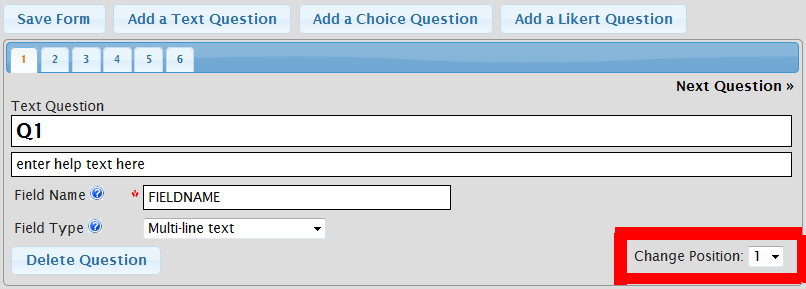 Save Form Add a Text Question Add a Choice Question Add a Likert Question
1 2 3 4 5 6
Next Question »
Text Question
Q1
enter help text here
Field Name ? * FIELDNAME
Field Type ? Multi-line text
Delete Question Change Position: 1